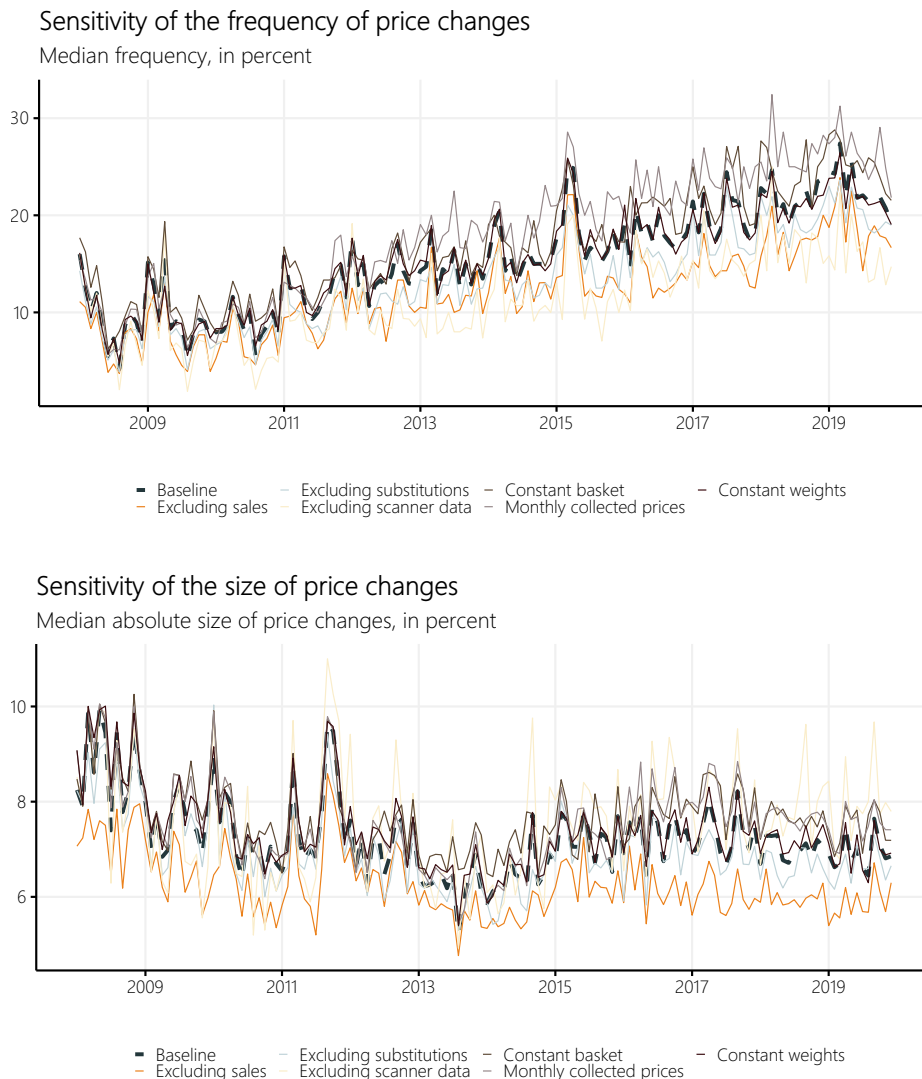 Sensitivity of the frequency of price changes
Median frequency, in percent
30
20
10
2009 2011 2013 2015 2017 2019
Baseline Excluding substitutions Constant basket Constant weights
Excluding sales Excluding scanner data Monthly collected prices
Sensitivity of the size of price changes
Median absolute size of price changes, in percent
10
8
6
2009 2011 2013 2015 2017 2019
Baseline Excluding substitutions Constant basket Constant weights
Excluding sales Excluding scanner data Monthly collected prices